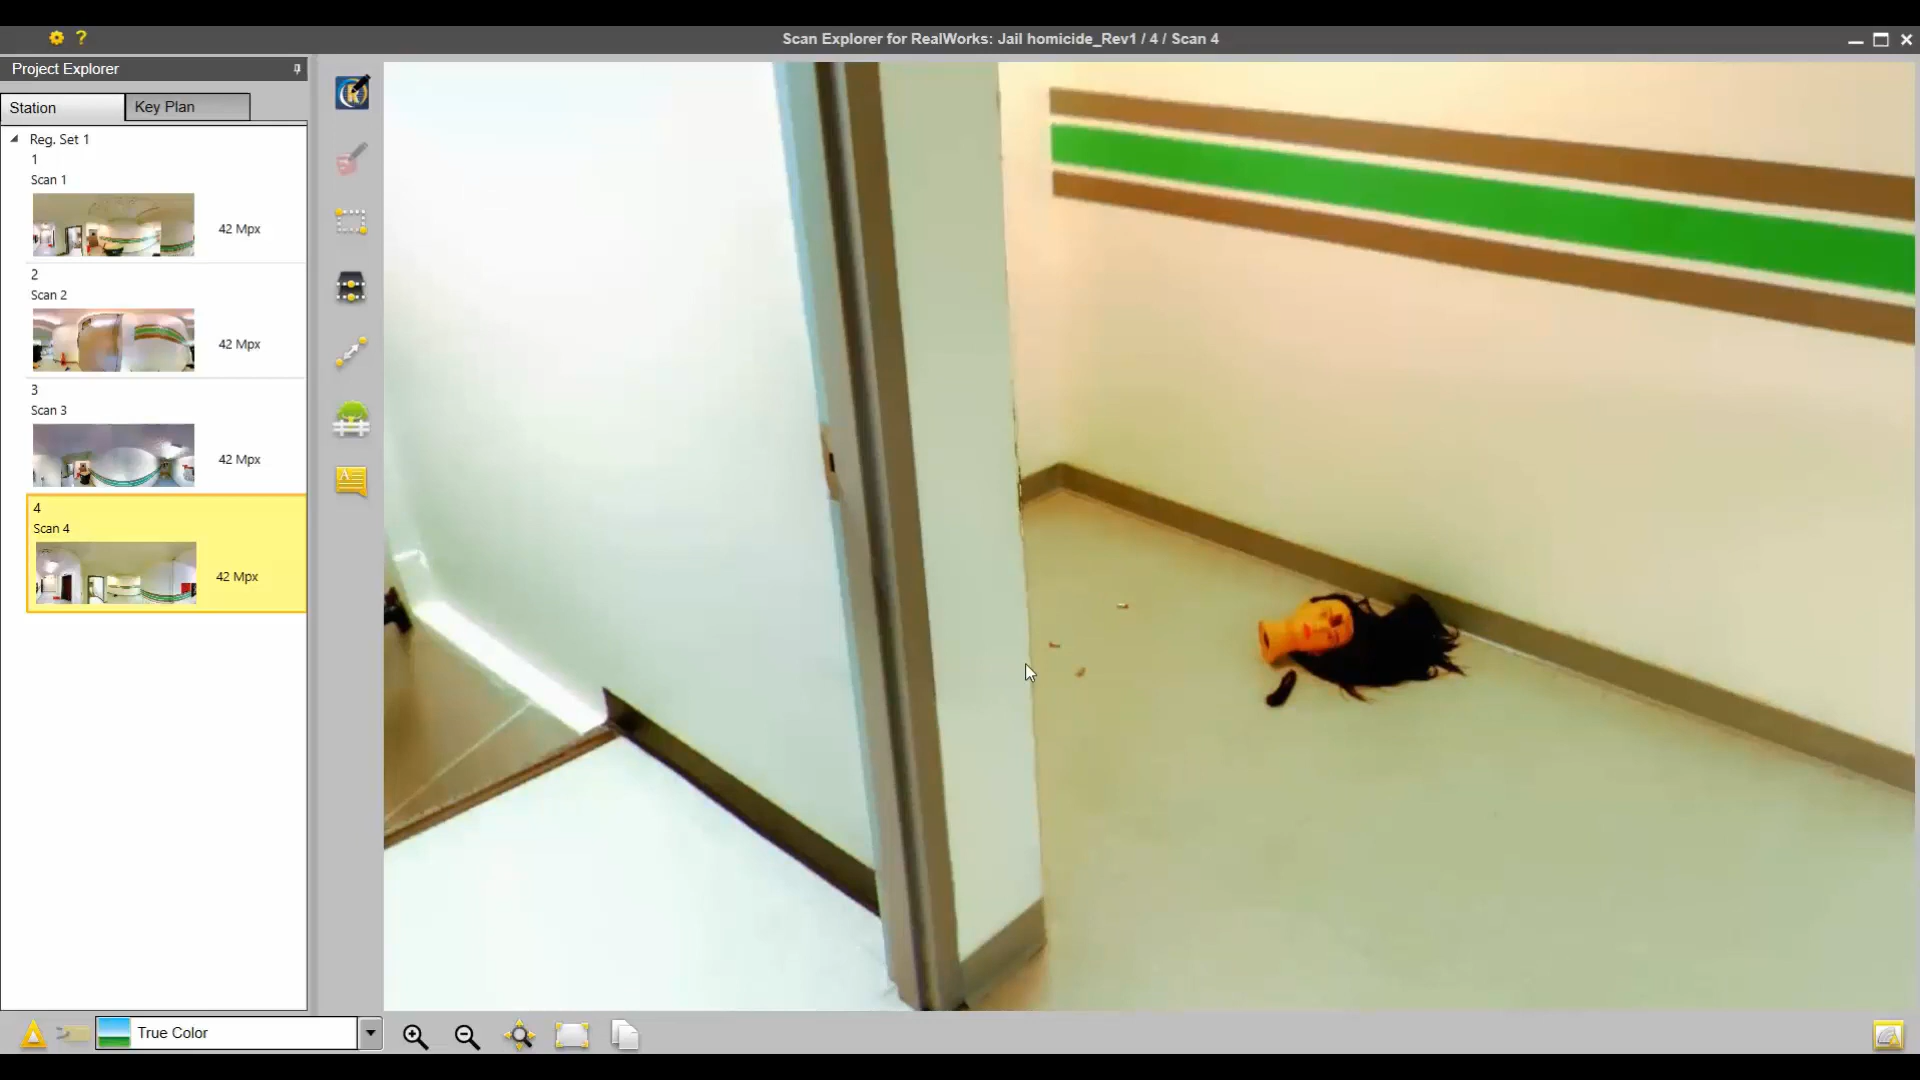 ?
Scan Explorer for RealWorks: Jail homicide_Rev1 / 4 / Scan 4
Project Explorer
Station
Key Plan
Reg. Set 1
1
Scan 1
42 Mpx
2
Scan 2
42 Mpx
3
Scan 3
42 Mpx
4
Scan 4
42 Mpx
A
True Color